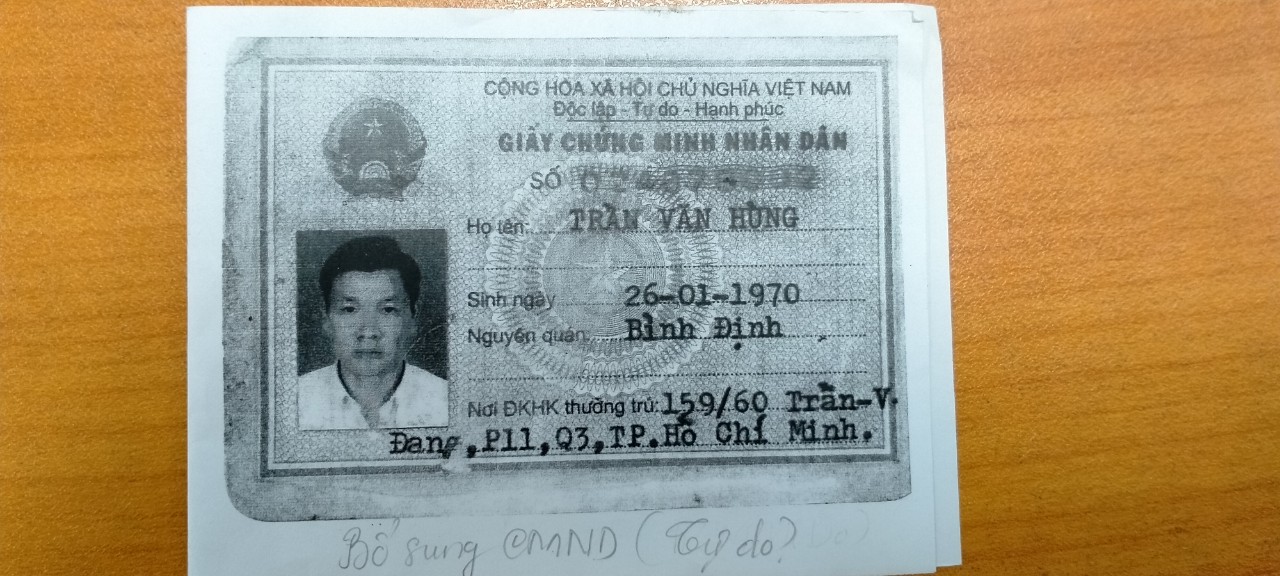 CỘNG HÒA XÃ HỘI CHỦ NGHĨA VIỆT NAM
Độc lập - Tự do - Hạnh phúc
GIẤY CHỨNG MINH NHÂN DÂN
SỐ
Họ tên: TRẦN VĂN HÙNG
Sinh ngày 26-01-1970
Nguyên quán: Bình Định
Nơi ĐKHK thường trú: 159/60 Trần-V.
Đang,P11,Q3,TP.Hồ Chí Minh.
Bổ sung CMND (Tự do?